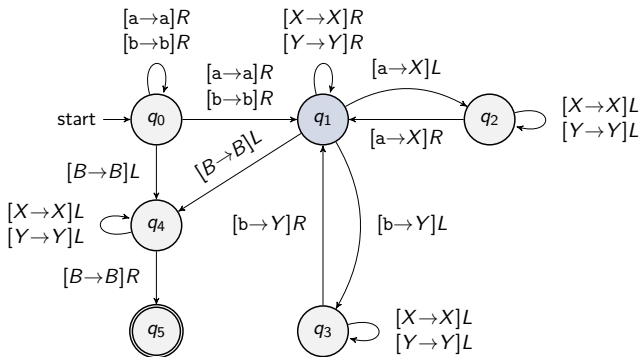 [a→a]R
[b→b]R
[a→a]R
[b→b]R
[X→X]R
[Y→Y]R
[a→X]L
start
q0
q1
q2
[X→X]L
[Y→Y]L
[a→X]R
[B→B]L
[B→B]L
[X→X]L
[Y→Y]L
q4
[b→Y]R
[b→Y]L
[B→B]R
q5
q3
[X→X]L
[Y→Y]L